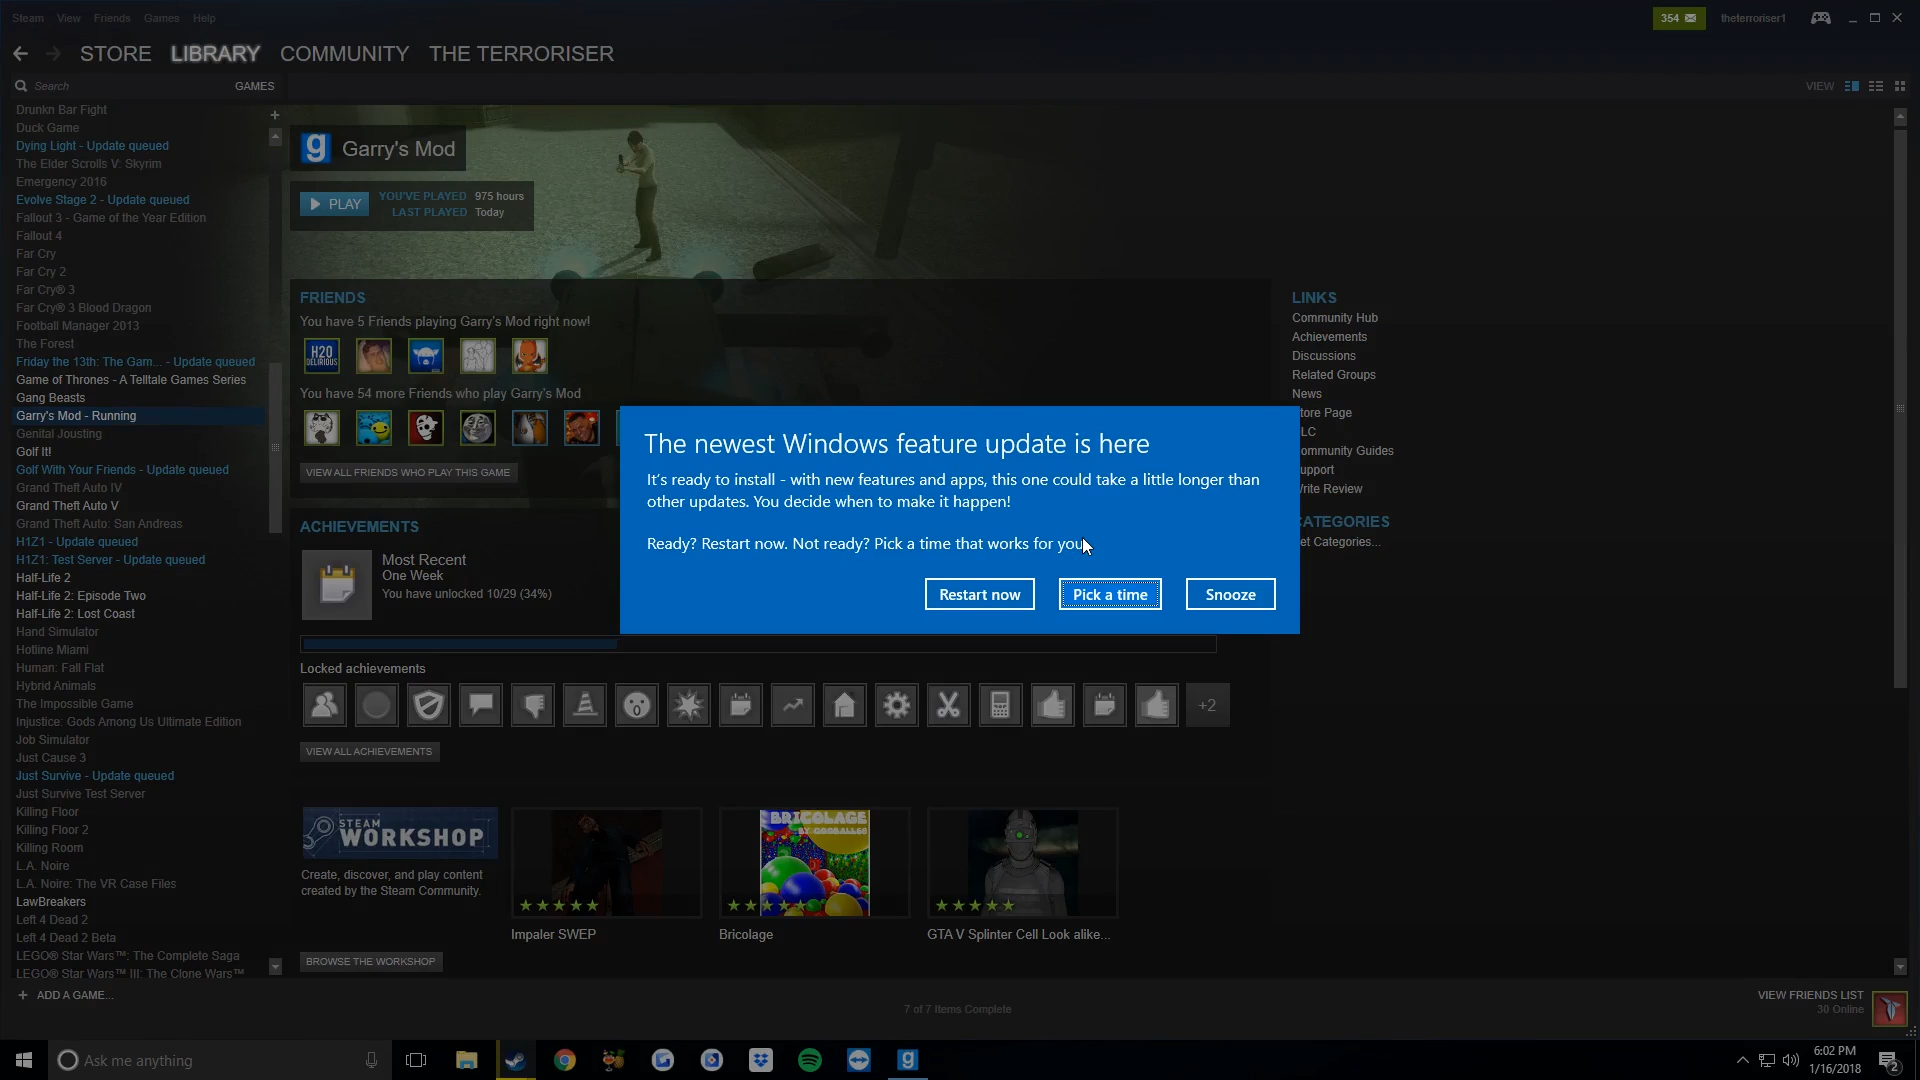 Steam View Friends Games Help
354
theterroriser1
STORE LIBRARY COMMUNITY THE TERRORISER
Search
GAMES
VIEW
Drunkn Bar Fight
Duck Game
Dying Light - Update queued
The Elder Scrolls V: Skyrim
Emergency 2016
Evolve Stage 2 - Update queued
Fallout 3 - Game of the Year Edition
Fallout 4
Far Cry
Far Cry 2
Far Cry® 3
Far Cry® 3 Blood Dragon
Football Manager 2013
The Forest
Friday the 13th: The Gam... - Update queued
Game of Thrones - A Telltale Games Series
Gang Beasts
Garry's Mod - Running
Genital Jousting
Golf It!
Golf With Your Friends - Update queued
Grand Theft Auto IV
Grand Theft Auto V
Grand Theft Auto: San Andreas
H1Z1 - Update queued
H1Z1: Test Server - Update queued
Half-Life 2
Half-Life 2: Episode Two
Half-Life 2: Lost Coast
Hand Simulator
Hotline Miami
Human: Fall Flat
Hybrid Animals
The Impossible Game
Injustice: Gods Among Us Ultimate Edition
Job Simulator
Just Cause 3
Just Survive - Update queued
Just Survive Test Server
Killing Floor
Killing Floor 2
Killing Room
L.A. Noire
L.A. Noire: The VR Case Files
LawBreakers
Left 4 Dead 2
Left 4 Dead 2 Beta
LEGO® Star Wars™: The Complete Saga
LEGO® Star Wars™ III: The Clone Wars™
+ ADD A GAME...
g Garry's Mod
PLAY
YOU'VE PLAYED 975 hours
LAST PLAYED Today
FRIENDS
You have 5 Friends playing Garry's Mod right now!
H2O
DELIRIOUS
You have 54 more Friends who play Garry's Mod
VIEW ALL FRIENDS WHO PLAY THIS GAME
The newest Windows feature update is here
It's ready to install - with new features and apps, this one could take a little longer than
other updates. You decide when to make it happen!
Ready? Restart now. Not ready? Pick a time that works for you
Restart now
Pick a time
Snooze
ACHIEVEMENTS
Most Recent
One Week
You have unlocked 10/29 (34%)
Locked achievements
+2
VIEW ALL ACHIEVEMENTS
STEAM
WORKSHOP
Create, discover, and play content
created by the Steam Community.
BROWSE THE WORKSHOP
Impaler SWEP
BRICOLAGE
Bricolage
GTA V Splinter Cell Look alike...
LINKS
Community Hub
Achievements
Discussions
Related Groups
News
tore Page
LC
ommunity Guides
upport
rite Review
ATEGORIES
et Categories...
7 of 7 Items Complete
VIEW FRIENDS LIST
30 Online
Ask me anything
g
6:02 PM
1/16/2018
2